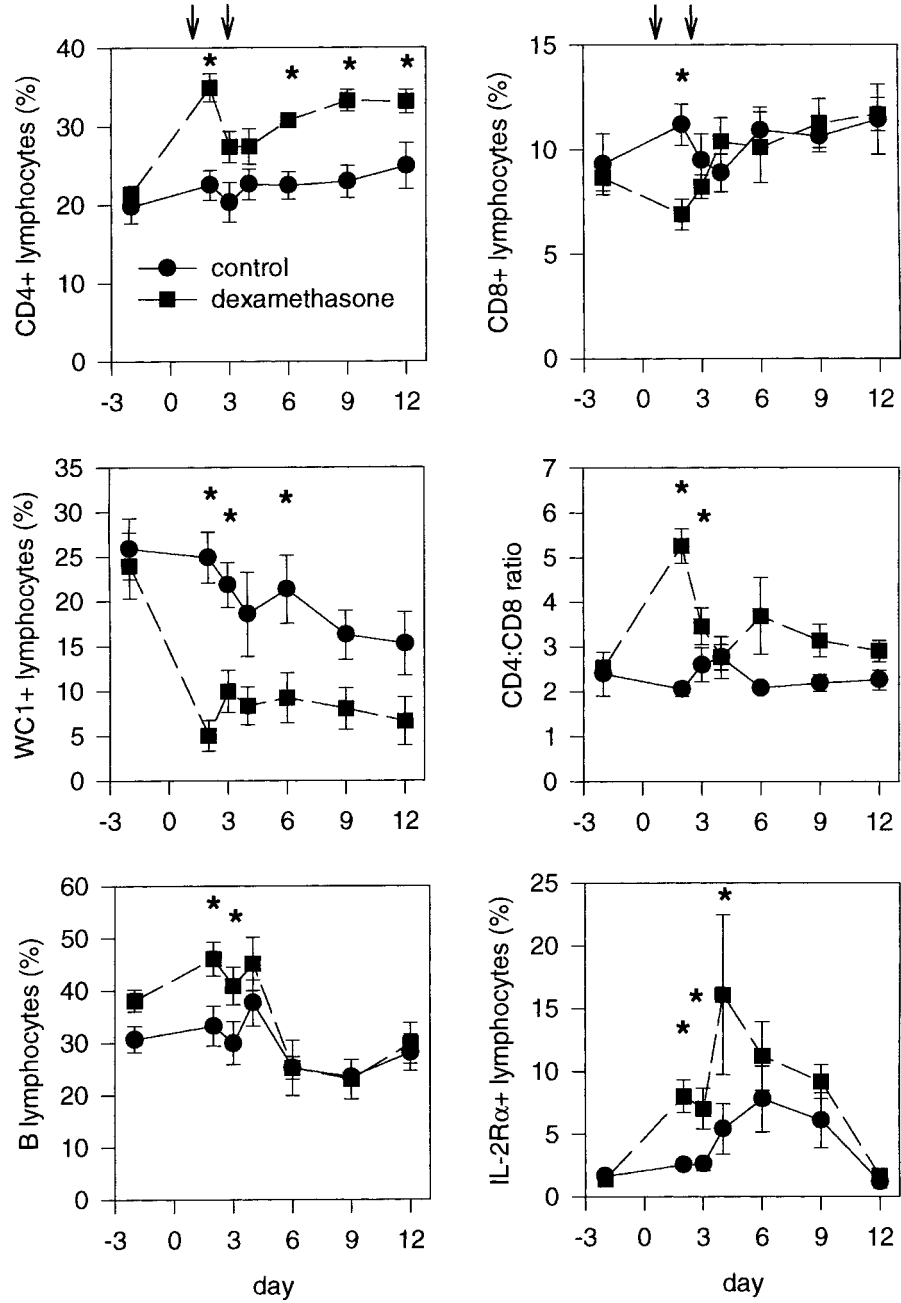 CD4+ lymphocytes (%)
40
30
20
10
0
-3 0 3 6 9 12
* * * *
control
dexamethasone
CD8+ lymphocytes (%)
15
10
5
0
-3 0 3 6 9 12
*
WC1+ lymphocytes (%)
35
30
25
20
15
10
5
0
-3 0 3 6 9 12
* * *
CD4:CD8 ratio
7
6
5
4
3
2
1
0
-3 0 3 6 9 12
* *
B lymphocytes (%)
60
50
40
30
20
10
0
-3 0 3 6 9 12
* *
day
IL-2Rα+ lymphocytes (%)
25
20
15
10
5
0
-3 0 3 6 9 12
* * *
day